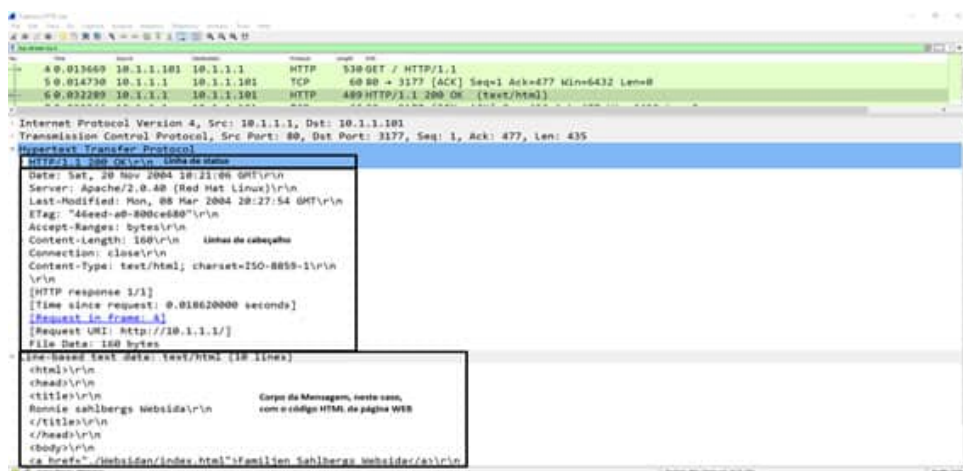 No. Time Source Destination Protocol Length Info
4 0.013669 10.1.1.101 10.1.1.1 HTTP 530 GET / HTTP/1.1
5 0.014730 10.1.1.1 10.1.1.101 TCP 60 80 → 3177 [ACK] Seq=1 Ack=477 Win=6432 Len=0
6 0.032289 10.1.1.1 10.1.1.101 HTTP 489 HTTP/1.1 200 OK (text/html)
Internet Protocol Version 4, Src: 10.1.1.1, Dst: 10.1.1.101
Transmission Control Protocol, Src Port: 80, Dst Port: 3177, Seq: 1, Ack: 477, Len: 435
Hypertext Transfer Protocol
HTTP/1.1 200 OK\r\n Linha de status
Date: Sat, 20 Nov 2004 10:21:06 GMT\r\n
Server: Apache/2.0.40 (Red Hat Linux)\r\n
Last-Modified: Mon, 08 Mar 2004 20:27:54 GMT\r\n
ETag: "46eed-a0-800ce680"\r\n
Accept-Ranges: bytes\r\n
Content-Length: 160\r\n Linhas de cabeçalho
Connection: close\r\n
Content-Type: text/html; charset=ISO-8859-1\r\n
\r\n
[HTTP response 1/1]
[Time since request: 0.018620000 seconds]
[Request in frame: 4]
[Request URI: http://10.1.1.1/]
File Data: 160 bytes
Line-based text data: text/html (10 lines)
<html>\r\n
<head>\r\n
<title>\r\n
Corpo da Mensagem, neste caso,
Ronnie sahlbergs Websida\r\n
com o código HTML da página WEB
</title>\r\n
</head>\r\n
<body>\r\n
<a href="./Websidan/index.html">Familjen Sahlbergs Websida</a>\r\n